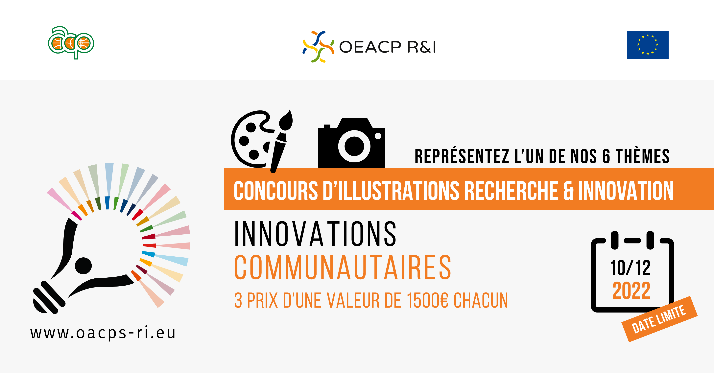 acp
OEACP R&I
REPRÉSENTEZ L'UN DE NOS 6 THÈMES
CONCOURS D'ILLUSTRATIONS RECHERCHE & INNOVATION
INNOVATIONS
COMMUNAUTAIRES
3 PRIX D'UNE VALEUR DE 1500€ CHACUN
10/12
2022
DATE LIMITE
www.oacps-ri.eu